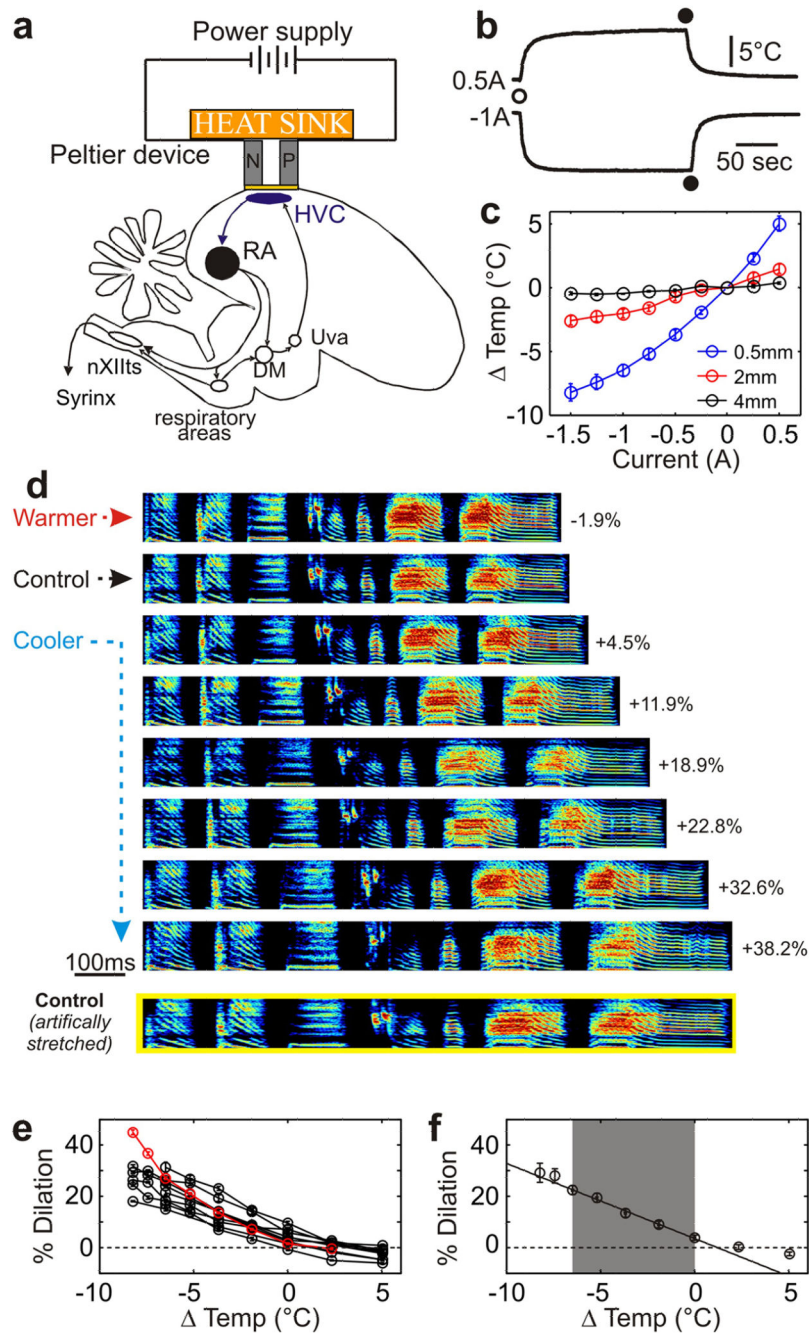 a
Power supply
HEAT SINK
Peltier device
N P
HVC
RA
Uva
DM
nXIIts
Syrinx
respiratory
areas
b
5°C
0.5A
-1A
50 sec
c
Δ Temp (°C)
5
0
-5
-10
0.5mm
2mm
4mm
-1.5 -1 -0.5 0 0.5
Current (A)
d
Warmer
-1.9%
Control
Cooler
+4.5%
+11.9%
+18.9%
+22.8%
+32.6%
+38.2%
100ms
Control
(artifically
stretched)
e
% Dilation
40
20
0
-10 -5 0 5
Δ Temp (°C)
f
% Dilation
40
20
0
-10 -5 0 5
Δ Temp (°C)